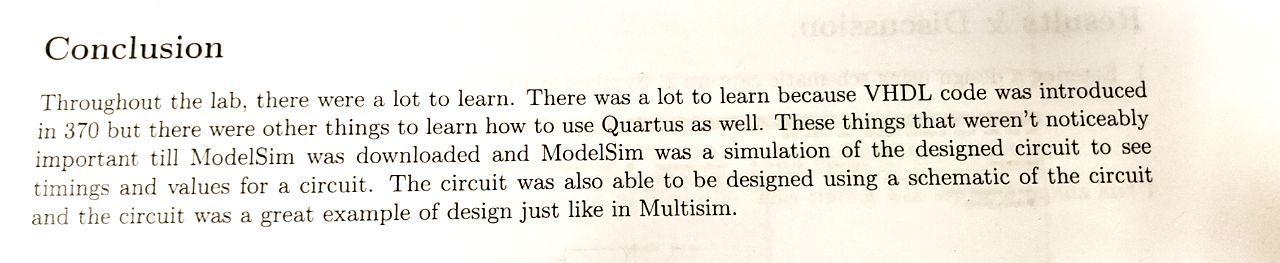 Conclusion
Throughout the lab, there were a lot to learn. There was a lot to learn because VHDL code was introduced
in 370 but there were other things to learn how to use Quartus as well. These things that weren't noticeably
important till ModelSim was downloaded and ModelSim was a simulation of the designed circuit to see
timings and values for a circuit. The circuit was also able to be designed using a schematic of the circuit
and the circuit was a great example of design just like in Multisim.